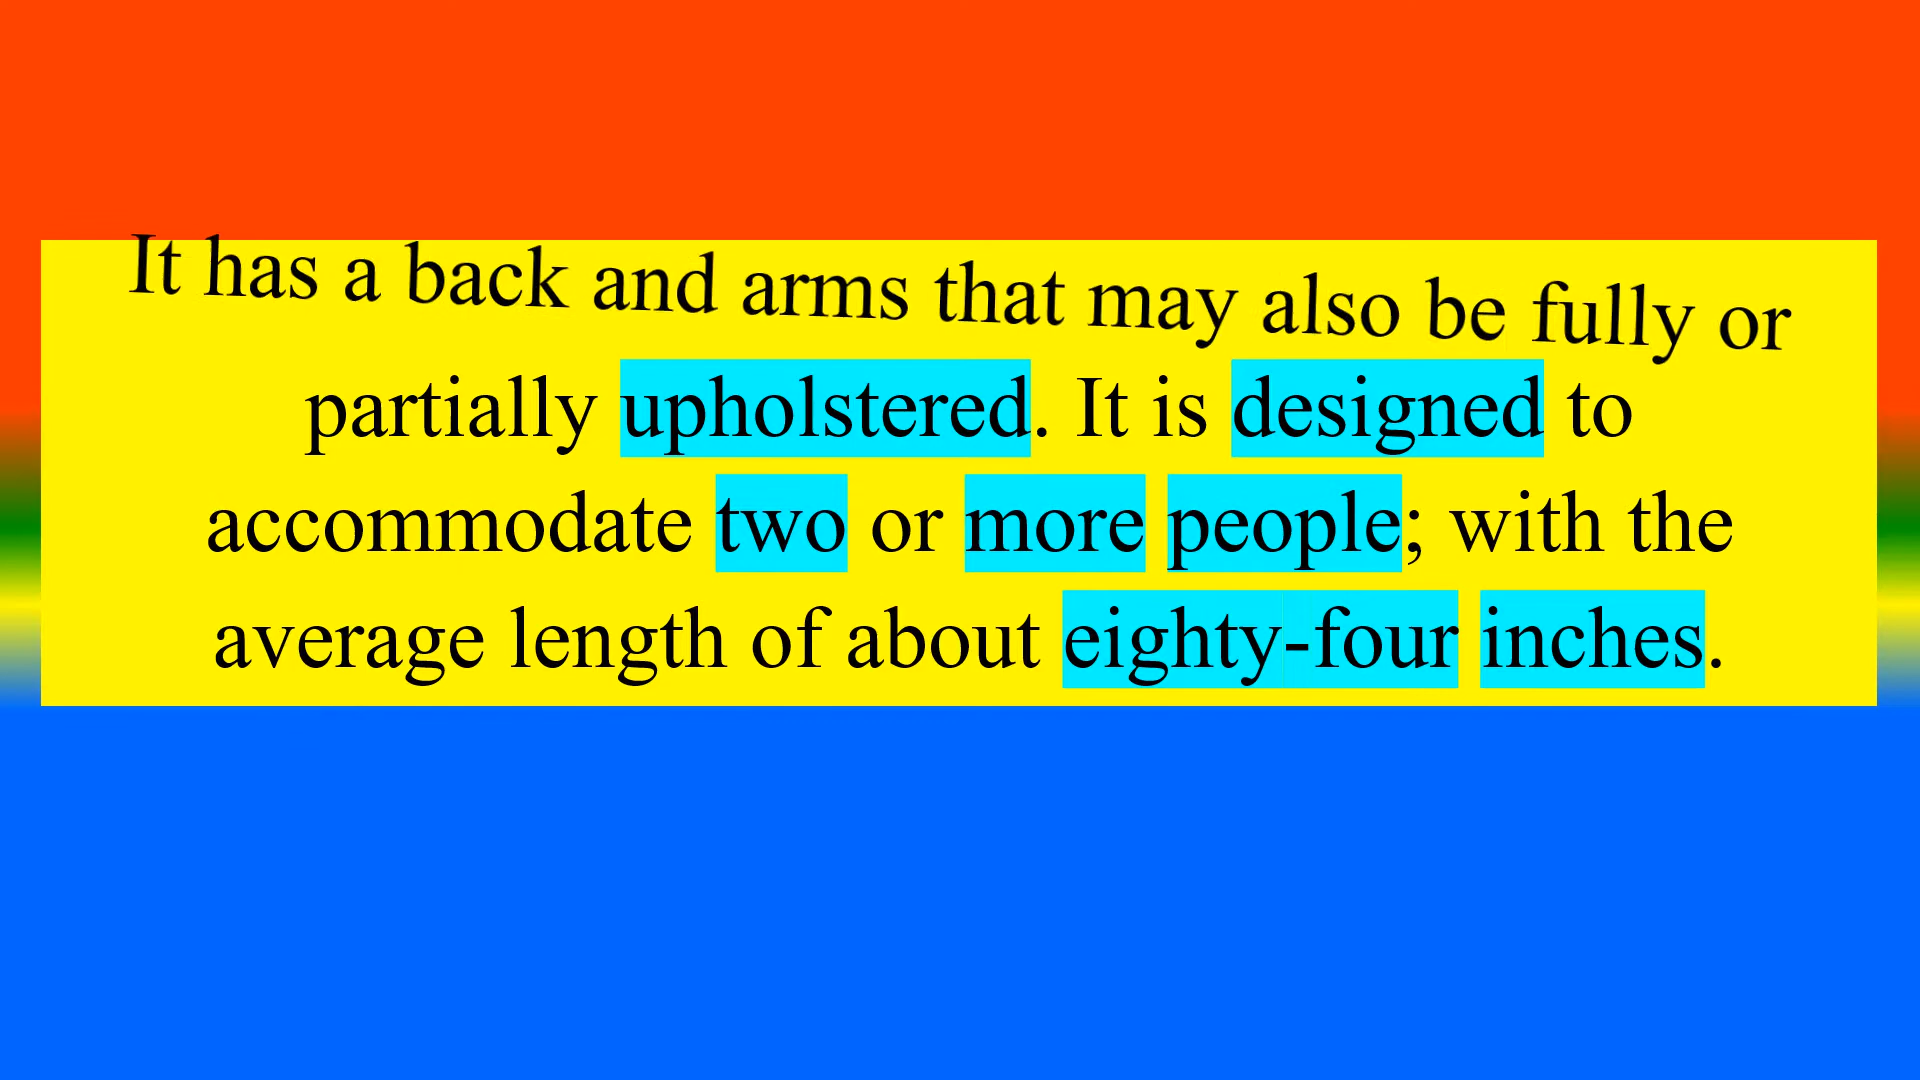 It has a back and arms that may also be fully or
partially upholstered. It is designed to
accommodate two or more people; with the
average length of about eighty-four inches.